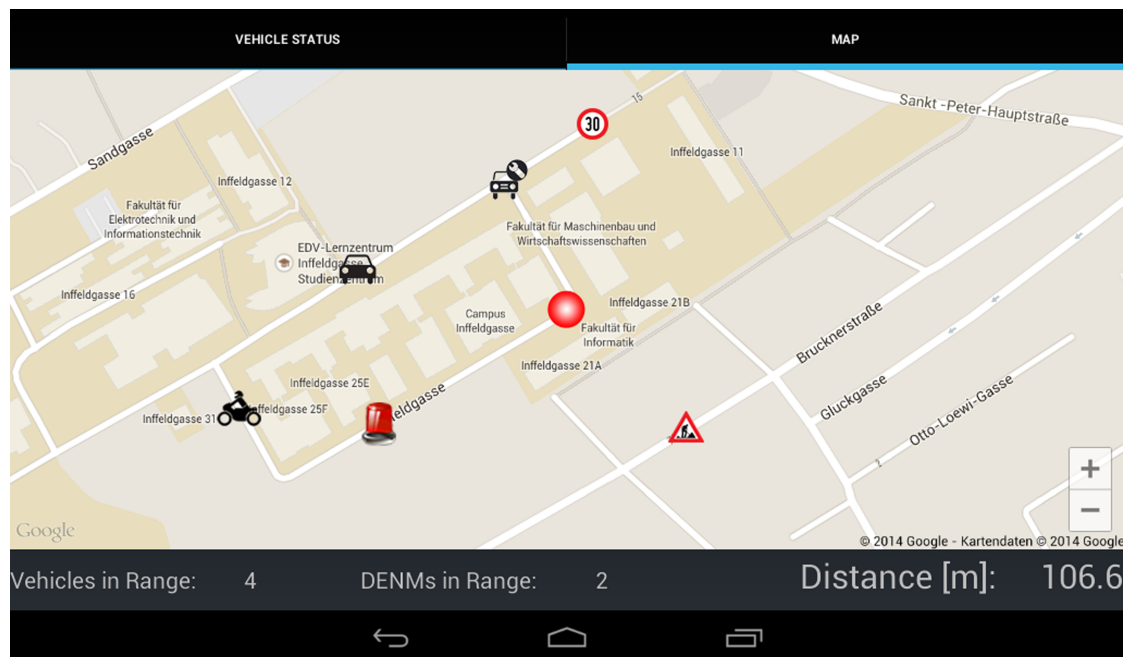 VEHICLE STATUS
MAP
Sankt -Peter-Hauptstraße
15
30
Sandgasse
Inffeldgasse 11
Inffeldgasse 12
Fakultät für
Elektrotechnik und
Informationstechnik
Fakultät für Maschinenbau und
Wirtschaftswissenschaften
EDV-Lernzentrum
Inffeldgasse
Studienzentrum
Inffeldgasse 16
Inffeldgasse 21B
Campus
Inffeldgasse
Fakultät für
Informatik
Brucknerstraße
Inffeldgasse 21A
Inffeldgasse 25E
Gluckgasse
Otto-Loewi-Gasse
feldgasse
ffeldgasse 25F
Inffeldgasse 31
2
+
−
Google
© 2014 Google - Kartendaten © 2014 Google
Vehicles in Range: 4
DENMs in Range: 2
Distance [m]: 106.6